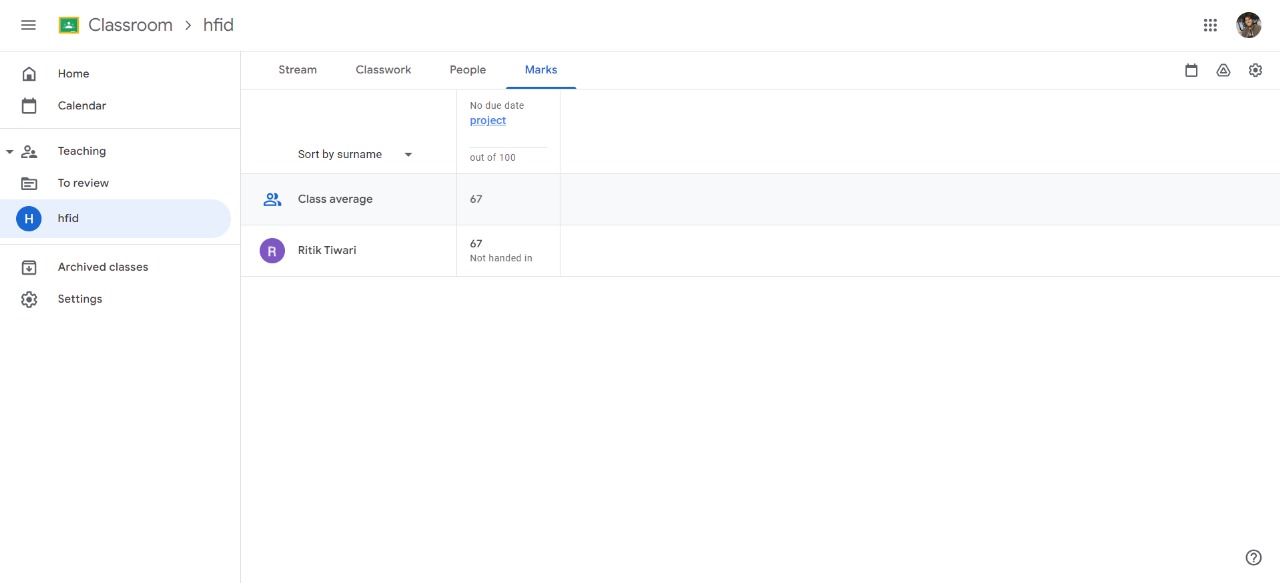 Classroom > hfid
Home
Calendar
Teaching
To review
H hfid
Archived classes
Settings
Stream Classwork People Marks
No due date
project
Sort by surname
out of 100
Class average 67
R Ritik Tiwari 67
Not handed in